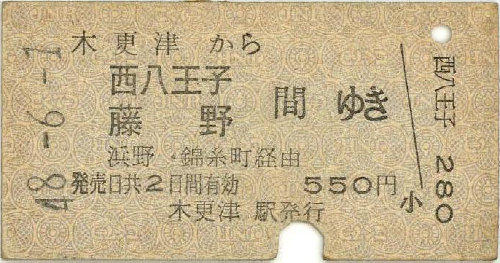 48-6-1
木更津 から
西八王子
藤野
間 ゆき
浜野・錦糸町経由
発売日共2日間有効 550円
木更津 駅発行
小
西八王子 280